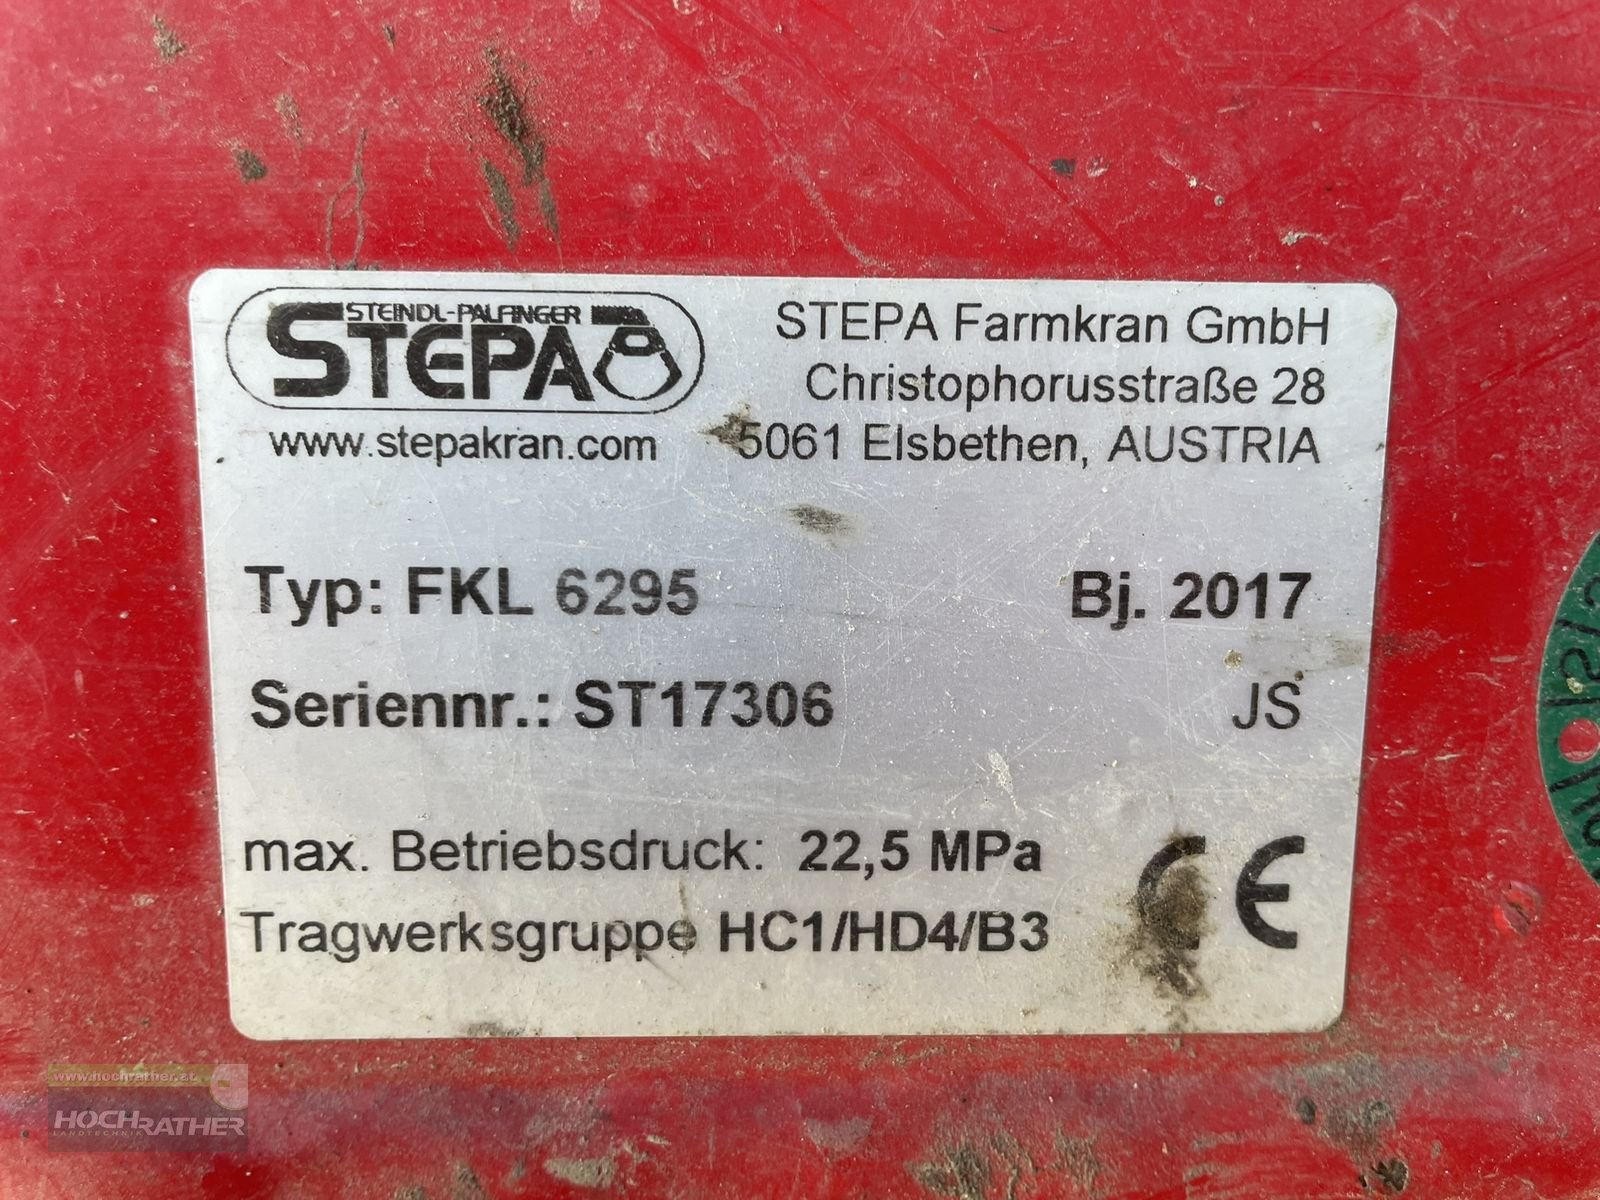 STEINDL-PALFINGER
STEPA
www.stepakran.com
STEPA Farmkran GmbH
Christophorusstraße 28
5061 Elsbethen, AUSTRIA
Typ: FKL 6295
Bj. 2017
Seriennr.: ST17306
JS
max. Betriebsdruck: 22,5 MPa
Tragwerksgruppe HC1/HD4/B3
CE
www.hochrather.at
HOCHRATHER
LANDTECHNIK